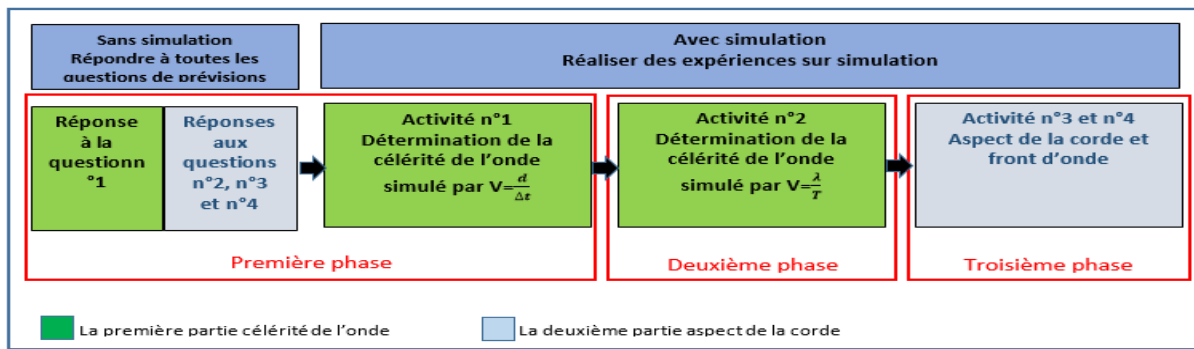 Sans simulation
Répondre à toutes les
questions de prévisions
Avec simulation
Réaliser des expériences sur simulation
Réponse
à la
questionn
°1
Réponses
aux
questions
n°2, n°3
et n°4
Activité n°1
Détermination de la
célérité de l'onde
simulé par V=d/Δt
Activité n°2
Détermination de la
célérité de l'onde
simulé par V=λ/T
Activité n°3 et n°4
Aspect de la corde et
front d'onde
Première phase
Deuxième phase
Troisième phase
La première partie célérité de l'onde
La deuxième partie aspect de la corde